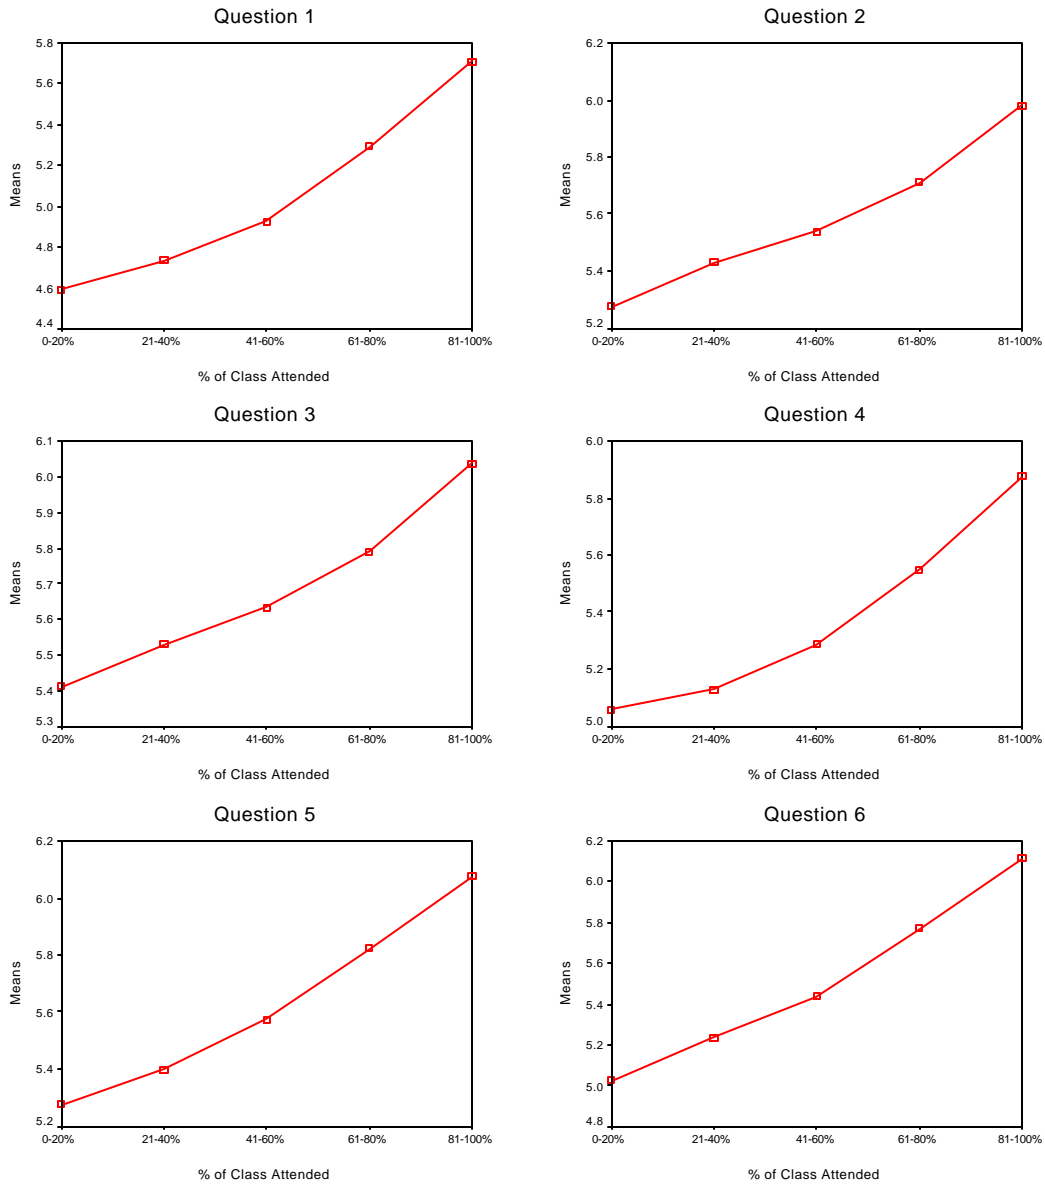 Question 1
5.8
5.6
5.4
5.2
5.0
4.8
4.6
4.4
Means
0-20% 21-40% 41-60% 61-80% 81-100%
% of Class Attended
Question 2
6.2
6.0
5.8
5.6
5.4
5.2
Means
0-20% 21-40% 41-60% 61-80% 81-100%
% of Class Attended
Question 3
6.1
6.0
5.9
5.8
5.7
5.6
5.5
5.4
5.3
Means
0-20% 21-40% 41-60% 61-80% 81-100%
% of Class Attended
Question 4
6.0
5.8
5.6
5.4
5.2
5.0
Means
0-20% 21-40% 41-60% 61-80% 81-100%
% of Class Attended
Question 5
6.2
6.0
5.8
5.6
5.4
5.2
Means
0-20% 21-40% 41-60% 61-80% 81-100%
% of Class Attended
Question 6
6.2
6.0
5.8
5.6
5.4
5.2
5.0
4.8
Means
0-20% 21-40% 41-60% 61-80% 81-100%
% of Class Attended